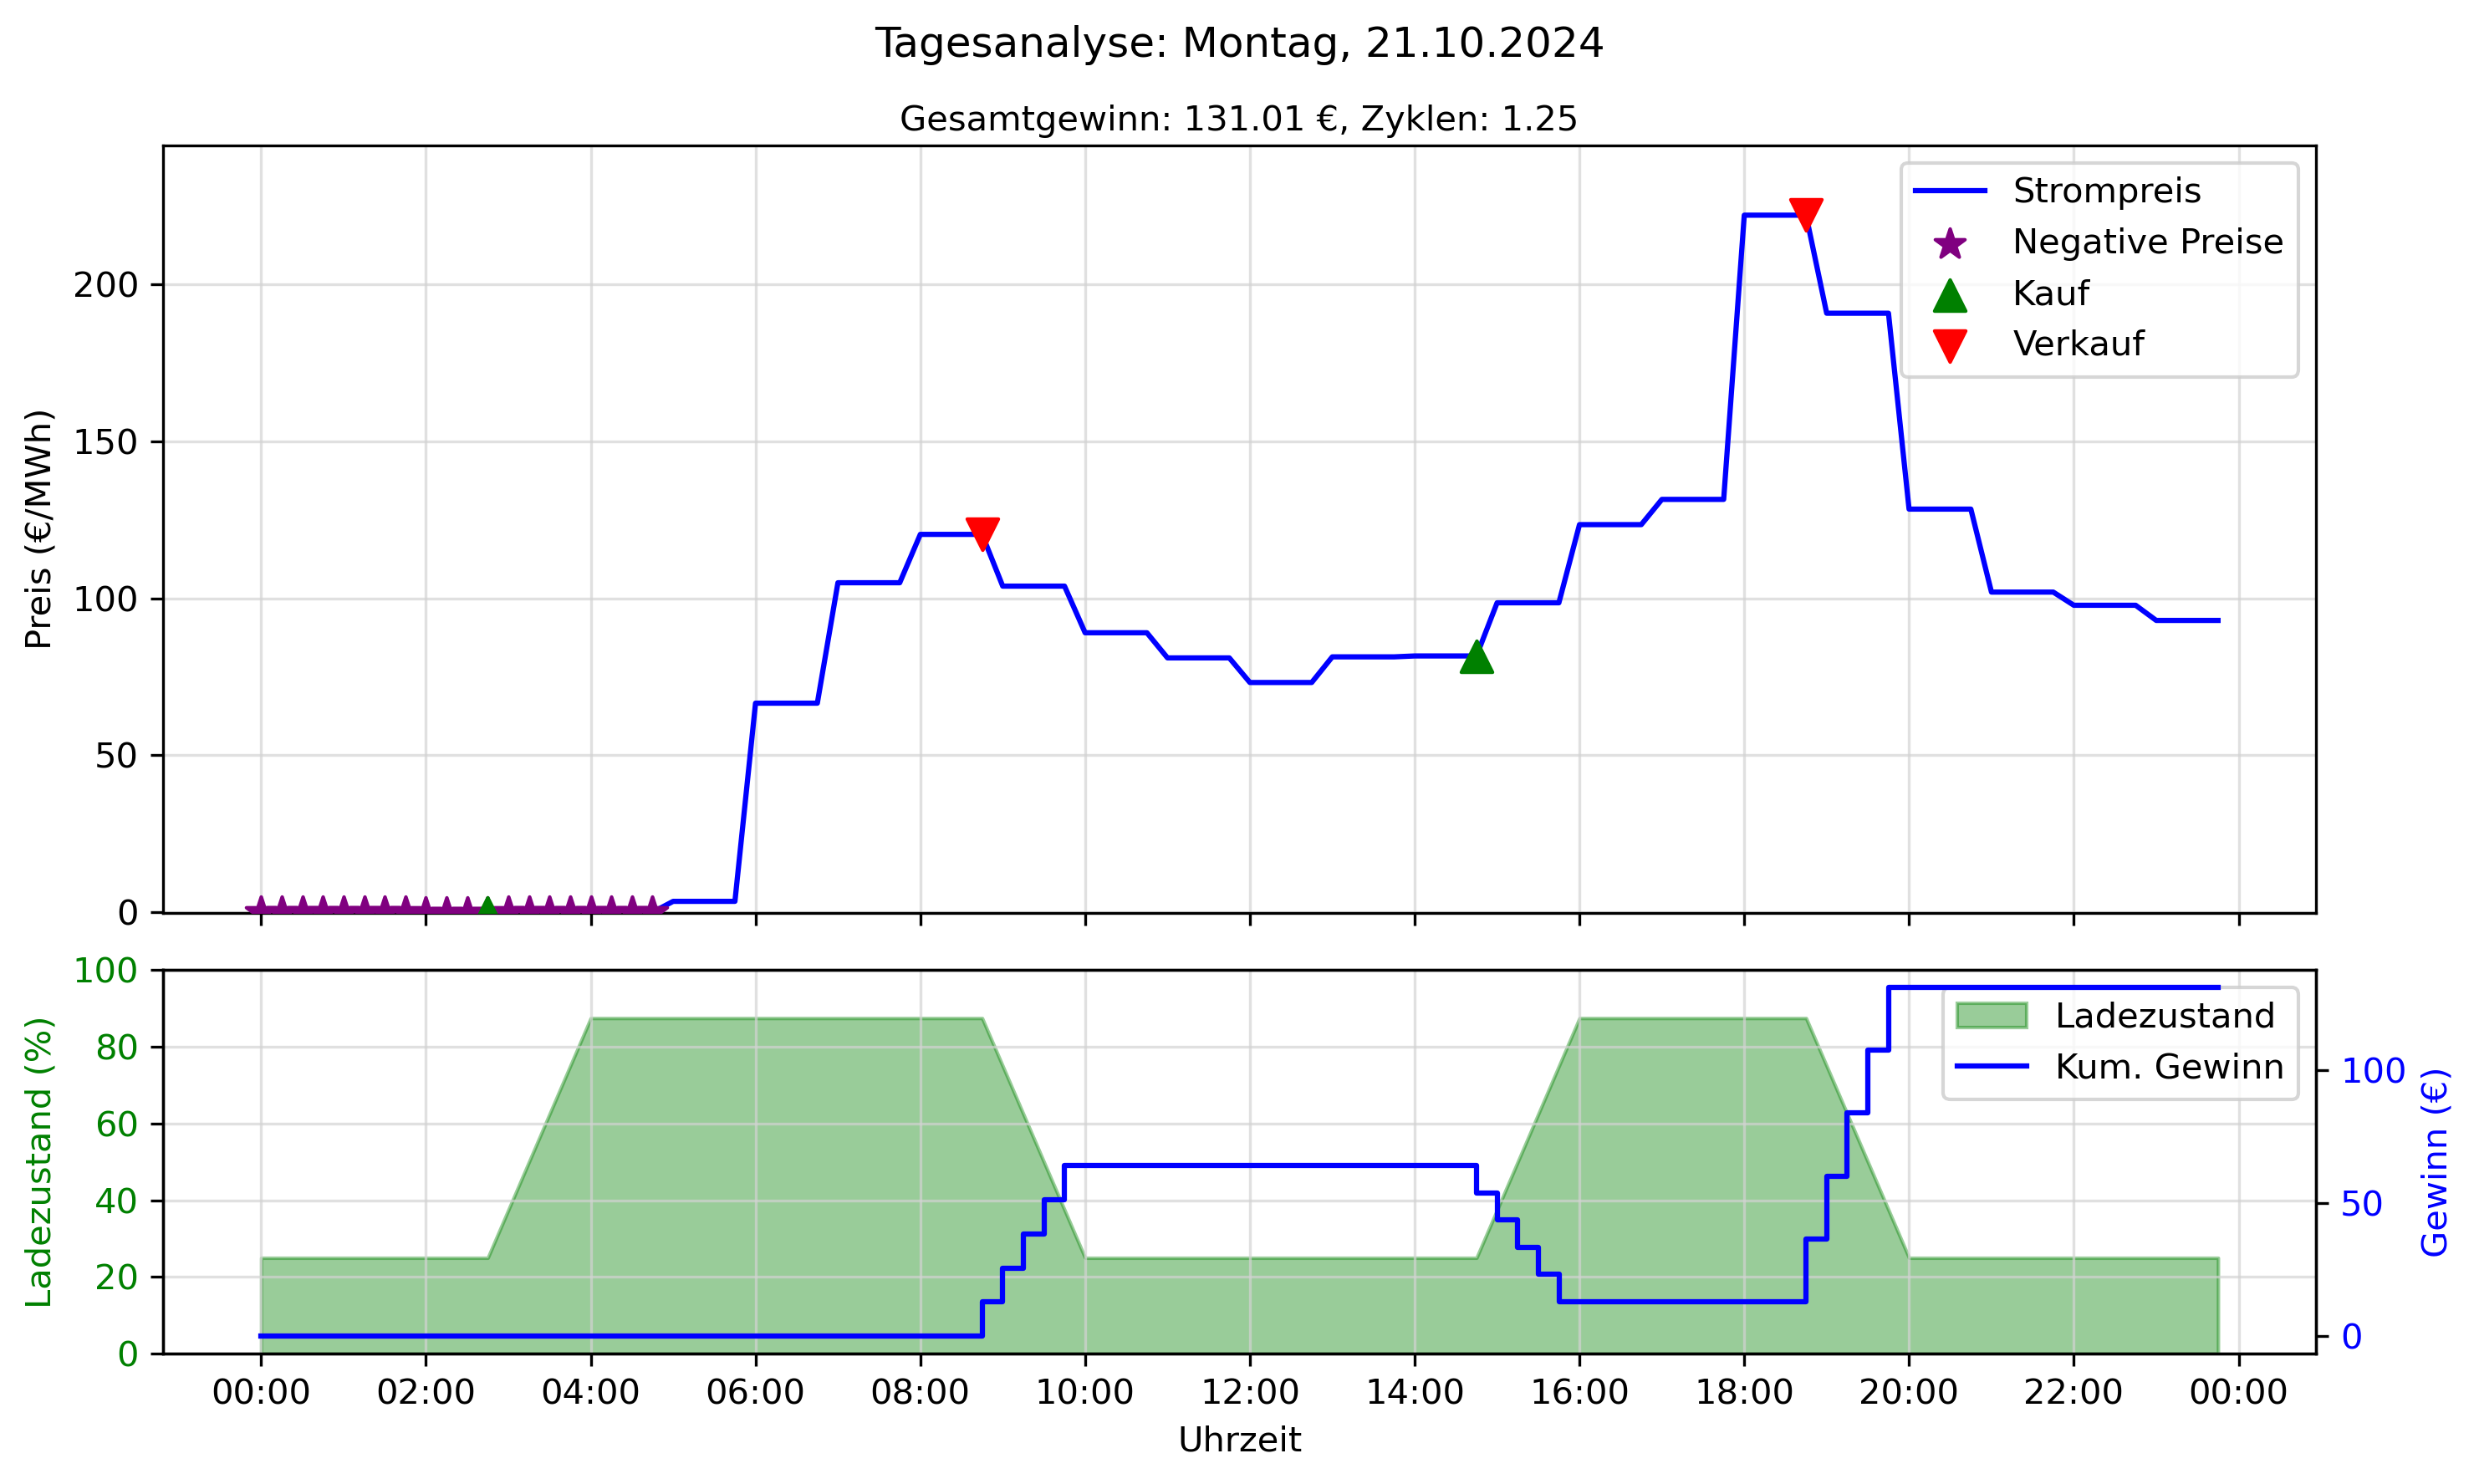 Tagesanalyse: Montag, 21.10.2024
Gesamtgewinn: 131.01 €, Zyklen: 1.25
Preis (€/MWh)
200
150
100
50
0
Strompreis
Negative Preise
Kauf
Verkauf
Ladezustand (%)
100
80
60
40
20
0
Ladezustand
Kum. Gewinn
100
50
0
Gewinn (€)
00:00 02:00 04:00 06:00 08:00 10:00 12:00 14:00 16:00 18:00 20:00 22:00 00:00
Uhrzeit